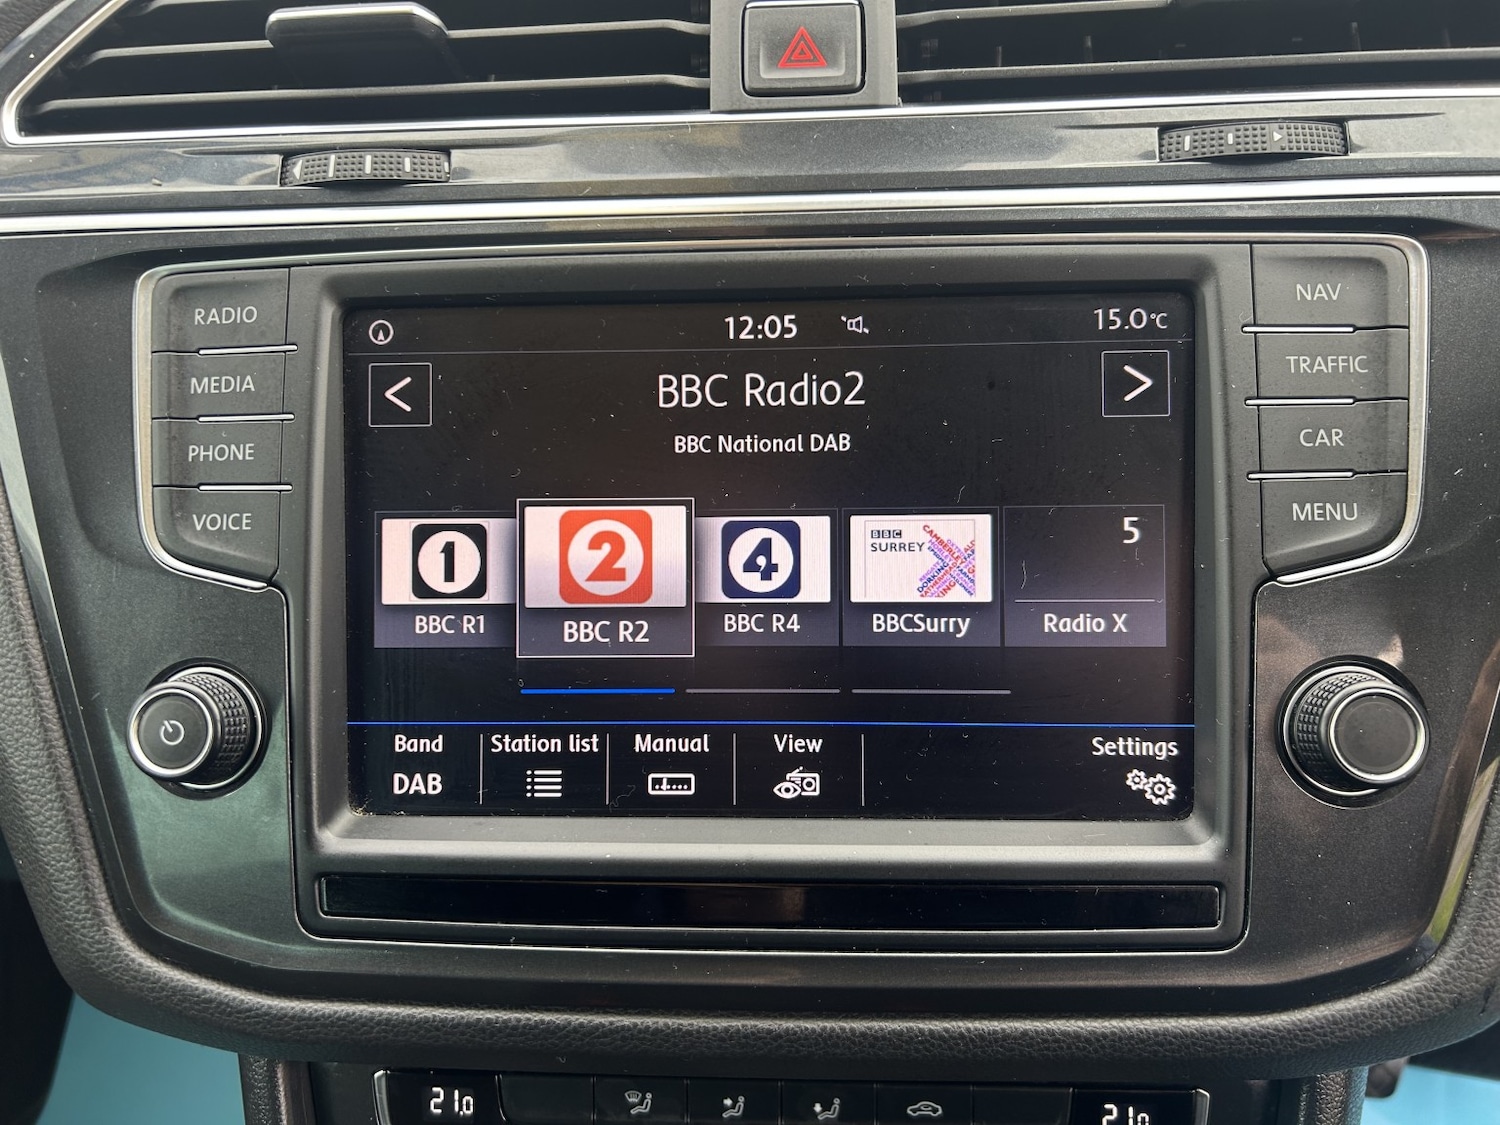 RADIO
MEDIA
PHONE
VOICE
NAV
TRAFFIC
CAR
MENU
12:05
15.0°C
<
BBC Radio2
>
BBC National DAB
1
BBC R1
2
BBC R2
4
BBC R4
BBC
SURREY
CAMBERLEY
DORKING
BBCSurry
5
Radio X
Band
DAB
Station list
Manual
View
Settings
21.0
21.0